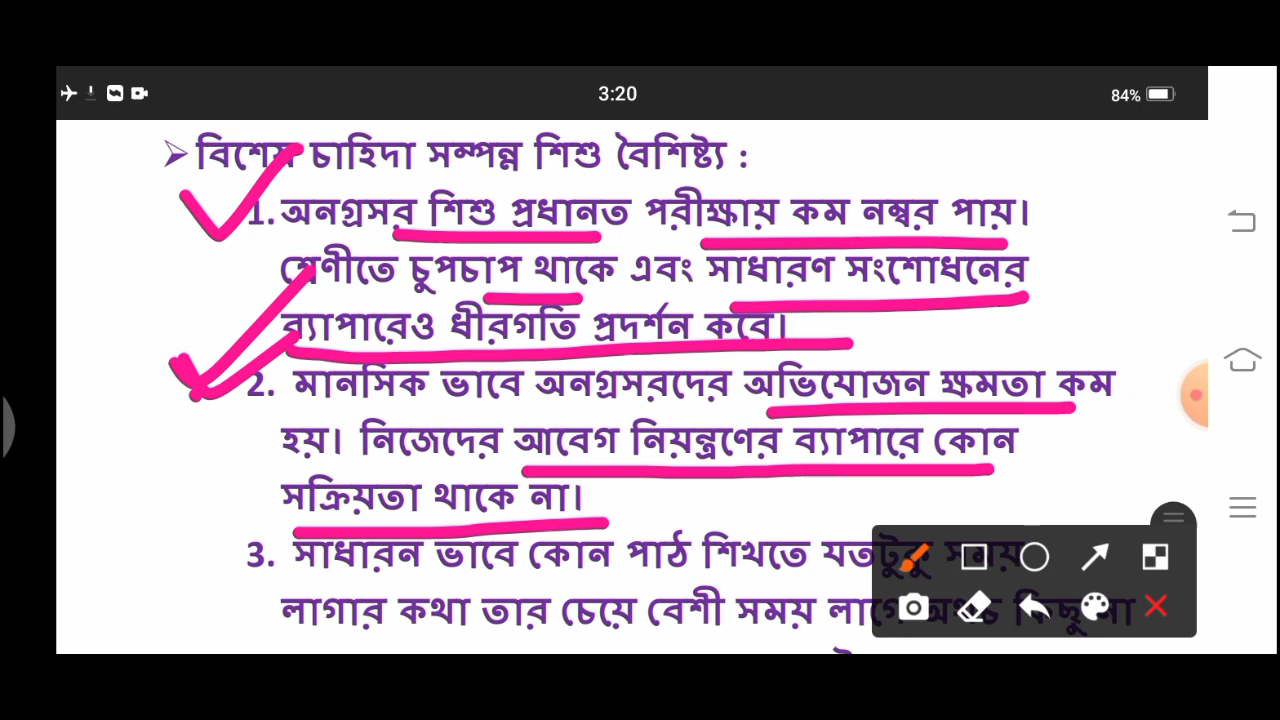 3:20
84%
➢ বিশেষ চাহিদা সম্পন্ন শিশু বৈশিষ্ট্য :
1. অনগ্রসর শিশু প্রধানত পরীক্ষায় কম নম্বর পায়।
শ্রেণীতে চুপচাপ থাকে এবং সাধারণ সংশোধনের
ব্যাপারেও ধীরগতি প্রদর্শন করে।
2. মানসিক ভাবে অনগ্রসরদের অভিযোজন ক্ষমতা কম
হয়। নিজেদের আবেগ নিয়ন্ত্রণের ব্যাপারে কোন
সক্রিয়তা থাকে না।
3. সাধারন ভাবে কোন পাঠ শিখতে যতটুকু সময়
লাগার কথা তার চেয়ে বেশী সময় লাগে অথচ কিছু না